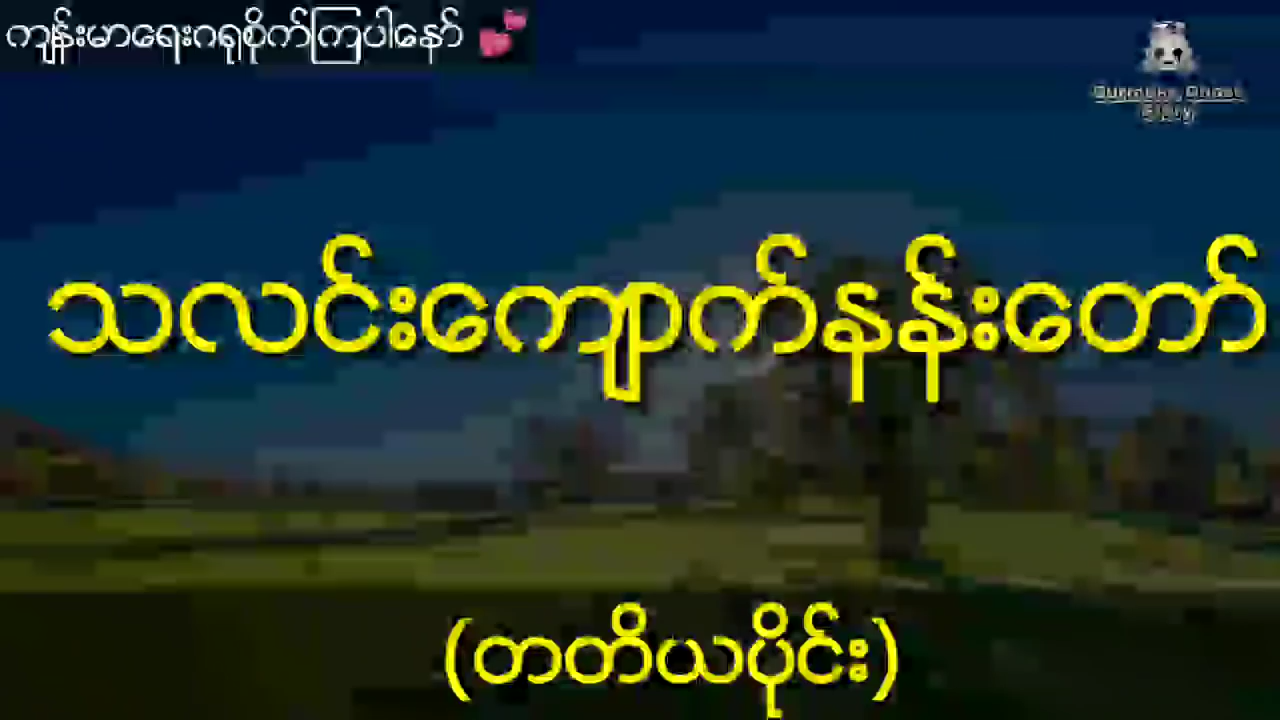 ကျန်းမာရေးဂရုစိုက်ကြပါနော် 💕
သလင်းကျောက်နန်းတော်
(တတိယပိုင်း)